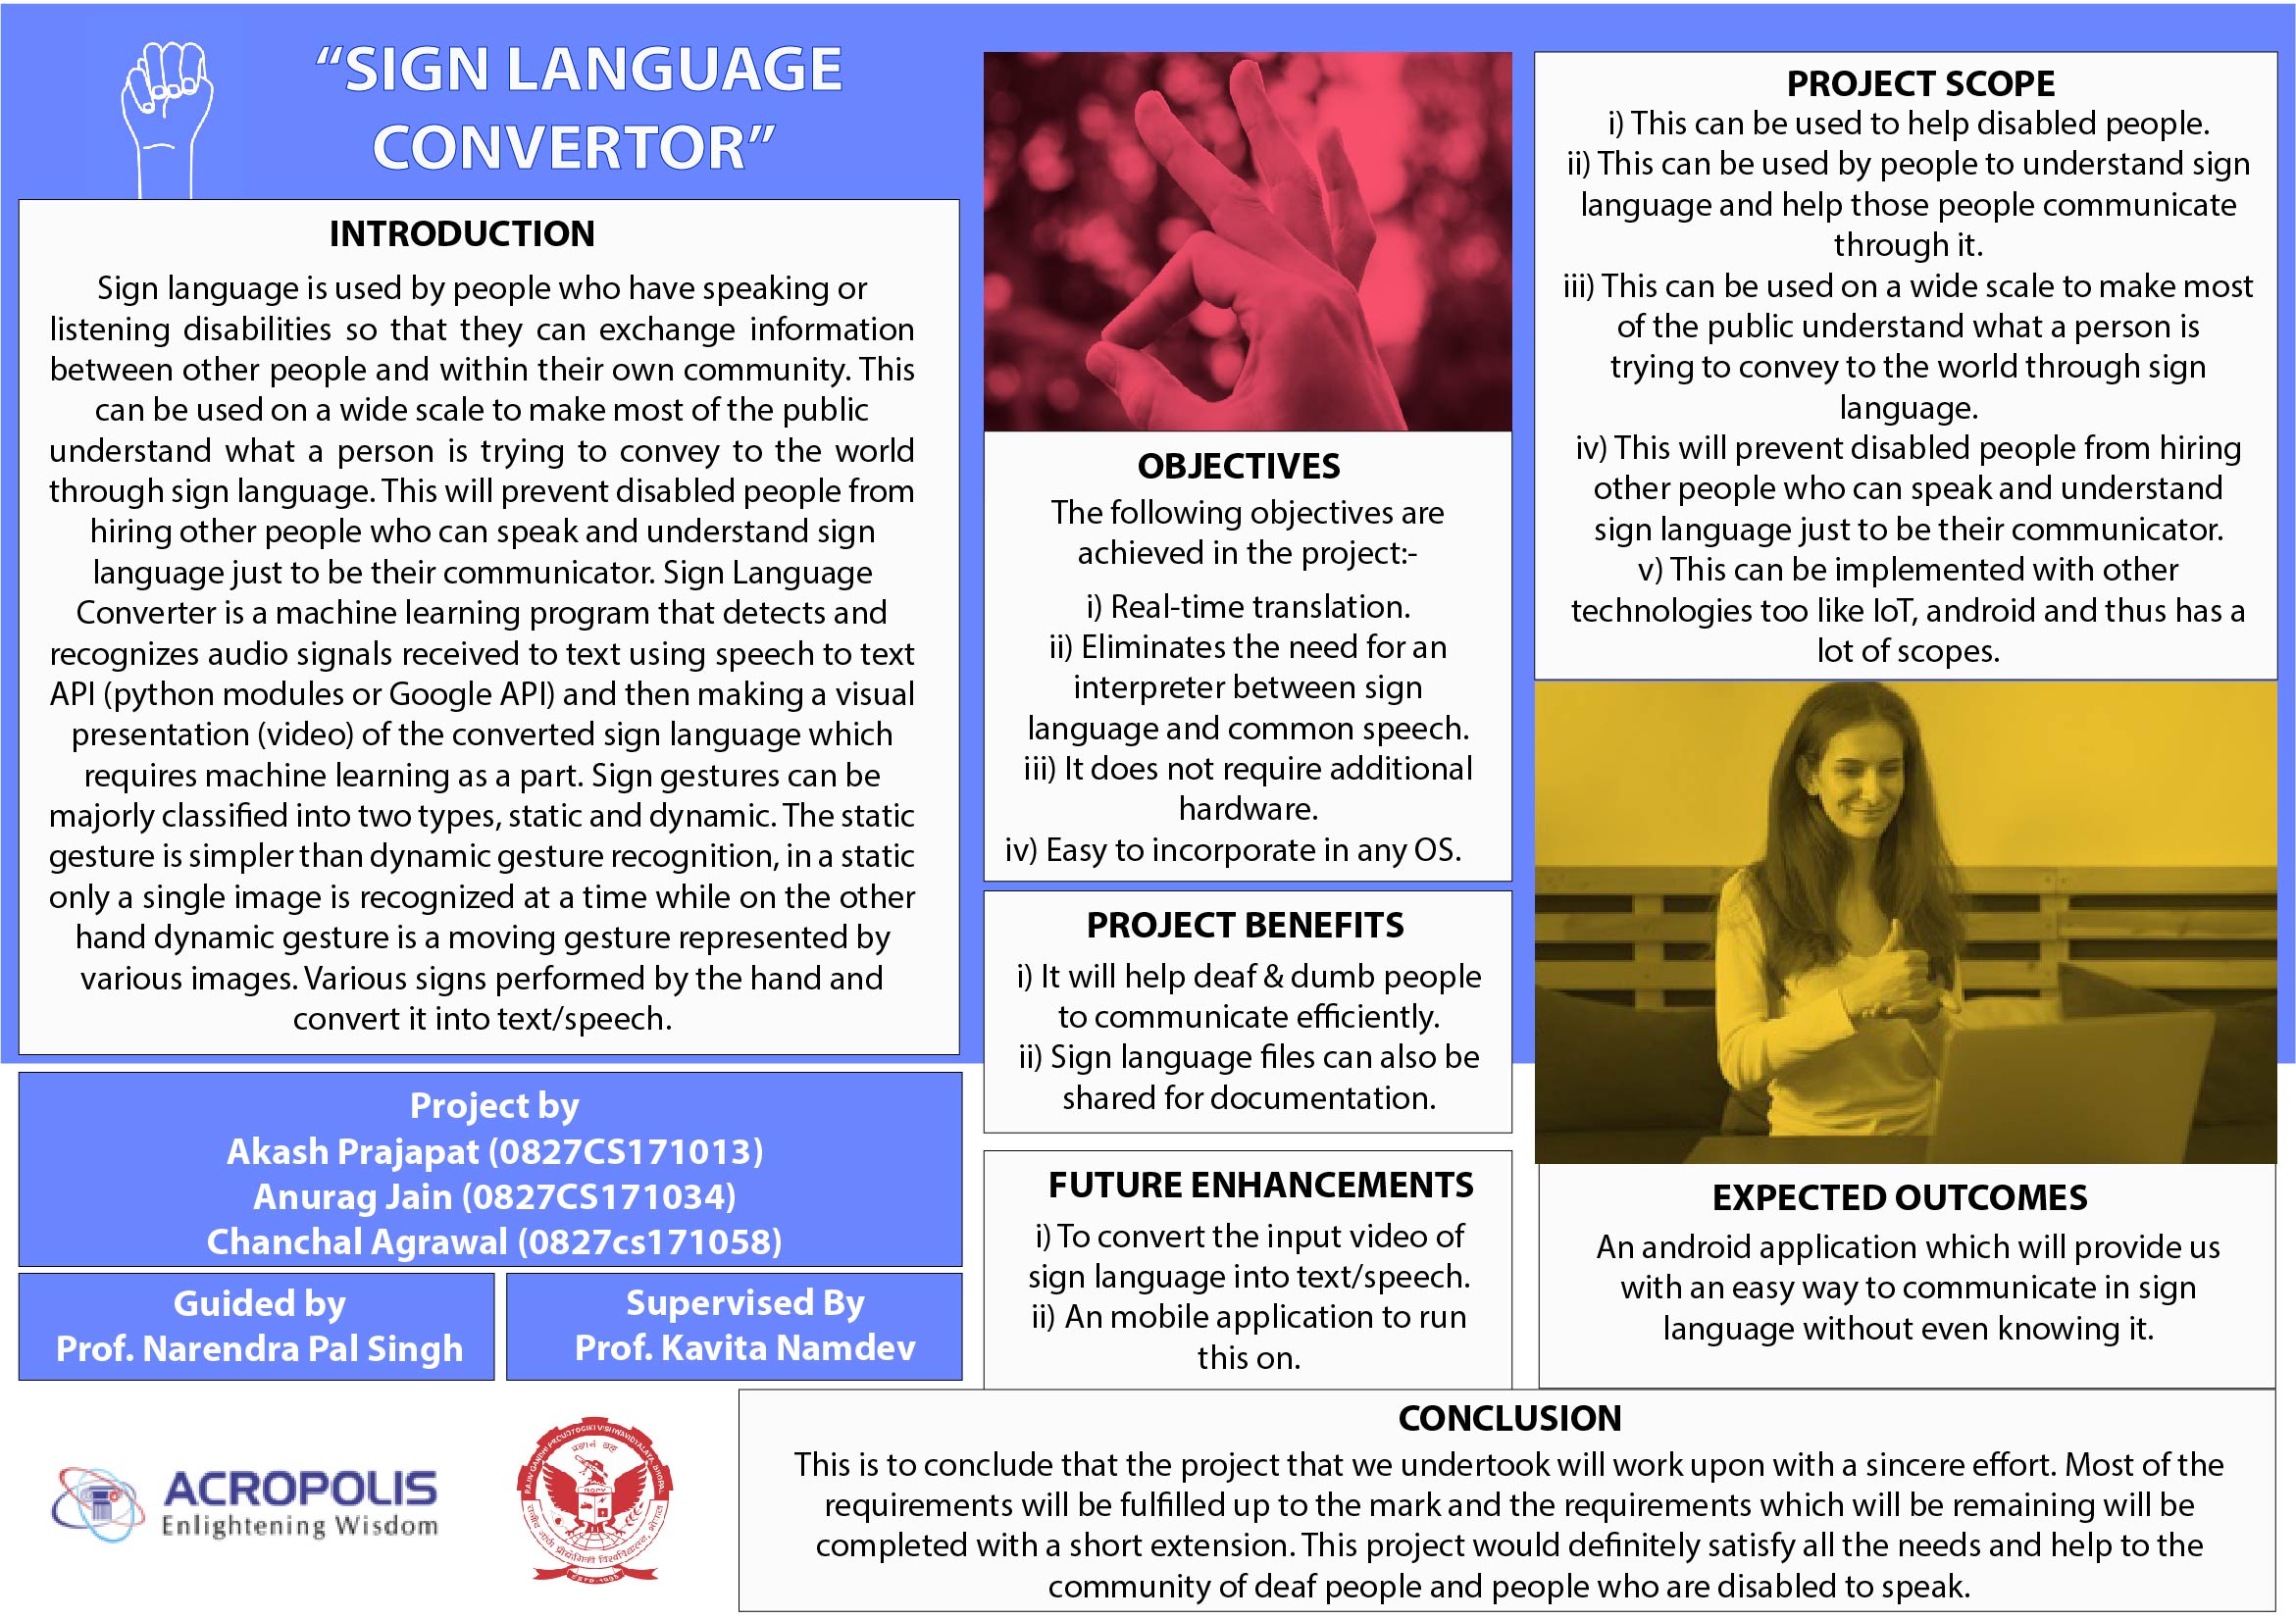 “SIGN LANGUAGE
CONVERTOR”
INTRODUCTION
Sign language is used by people who have speaking or
listening disabilities so that they can exchange information
between other people and within their own community. This
can be used on a wide scale to make most of the public
understand what a person is trying to convey to the world
through sign language. This will prevent disabled people from
hiring other people who can speak and understand sign
language just to be their communicator. Sign Language
Converter is a machine learning program that detects and
recognizes audio signals received to text using speech to text
API (python modules or Google API) and then making a visual
presentation (video) of the converted sign language which
requires machine learning as a part. Sign gestures can be
majorly classified into two types, static and dynamic. The static
gesture is simpler than dynamic gesture recognition, in a static
only a single image is recognized at a time while on the other
hand dynamic gesture is a moving gesture represented by
various images. Various signs performed by the hand and
convert it into text/speech.
Project by
Akash Prajapat (0827CS171013)
Anurag Jain (0827CS171034)
Chanchal Agrawal (0827cs171058)
Guided by
Prof. Narendra Pal Singh
Supervised By
Prof. Kavita Namdev
ACROPOLIS
Enlightening Wisdom
RAJIV GANDHI PROUDYOGIKI VISHWAVIDYALAYA, BHOPAL
OBJECTIVES
The following objectives are
achieved in the project:-
i) Real-time translation.
ii) Eliminates the need for an
interpreter between sign
language and common speech.
iii) It does not require additional
hardware.
iv) Easy to incorporate in any OS.
PROJECT BENEFITS
i) It will help deaf & dumb people
to communicate efficiently.
ii) Sign language files can also be
shared for documentation.
FUTURE ENHANCEMENTS
i) To convert the input video of
sign language into text/speech.
ii) An mobile application to run
this on.
PROJECT SCOPE
i) This can be used to help disabled people.
ii) This can be used by people to understand sign
language and help those people communicate
through it.
iii) This can be used on a wide scale to make most
of the public understand what a person is
trying to convey to the world through sign
language.
iv) This will prevent disabled people from hiring
other people who can speak and understand
sign language just to be their communicator.
v) This can be implemented with other
technologies too like IoT, android and thus has a
lot of scopes.
EXPECTED OUTCOMES
An android application which will provide us
with an easy way to communicate in sign
language without even knowing it.
CONCLUSION
This is to conclude that the project that we undertook will work upon with a sincere effort. Most of the
requirements will be fulfilled up to the mark and the requirements which will be remaining will be
completed with a short extension. This project would definitely satisfy all the needs and help to the
community of deaf people and people who are disabled to speak.